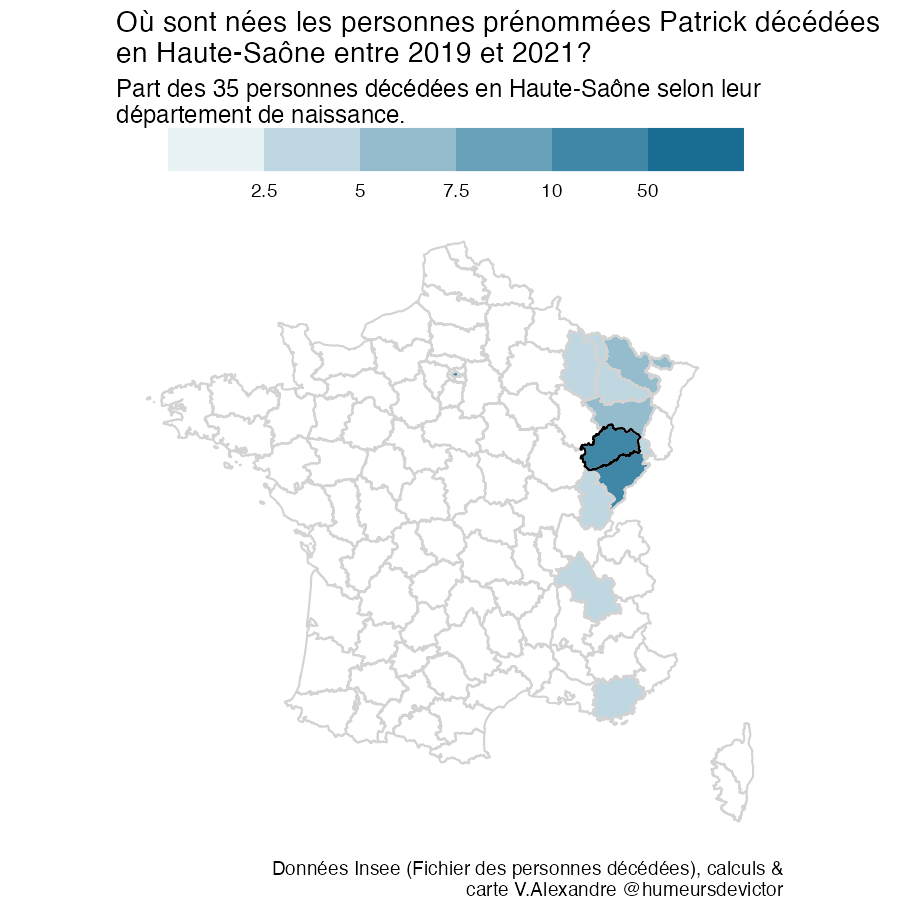 Où sont nées les personnes prénommées Patrick décédées
en Haute-Saône entre 2019 et 2021?
Part des 35 personnes décédées en Haute-Saône selon leur
département de naissance.
2.5 5 7.5 10 50
Données Insee (Fichier des personnes décédées), calculs &
carte V.Alexandre @humeursdevictor